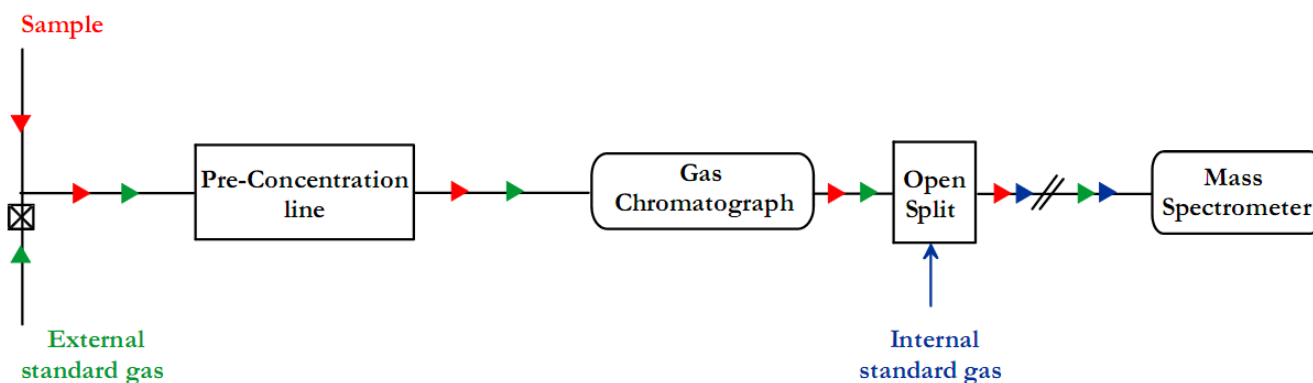 Sample
Pre-Concentration
line
Gas
Chromatograph
Open
Split
Mass
Spectrometer
External
standard gas
Internal
standard gas